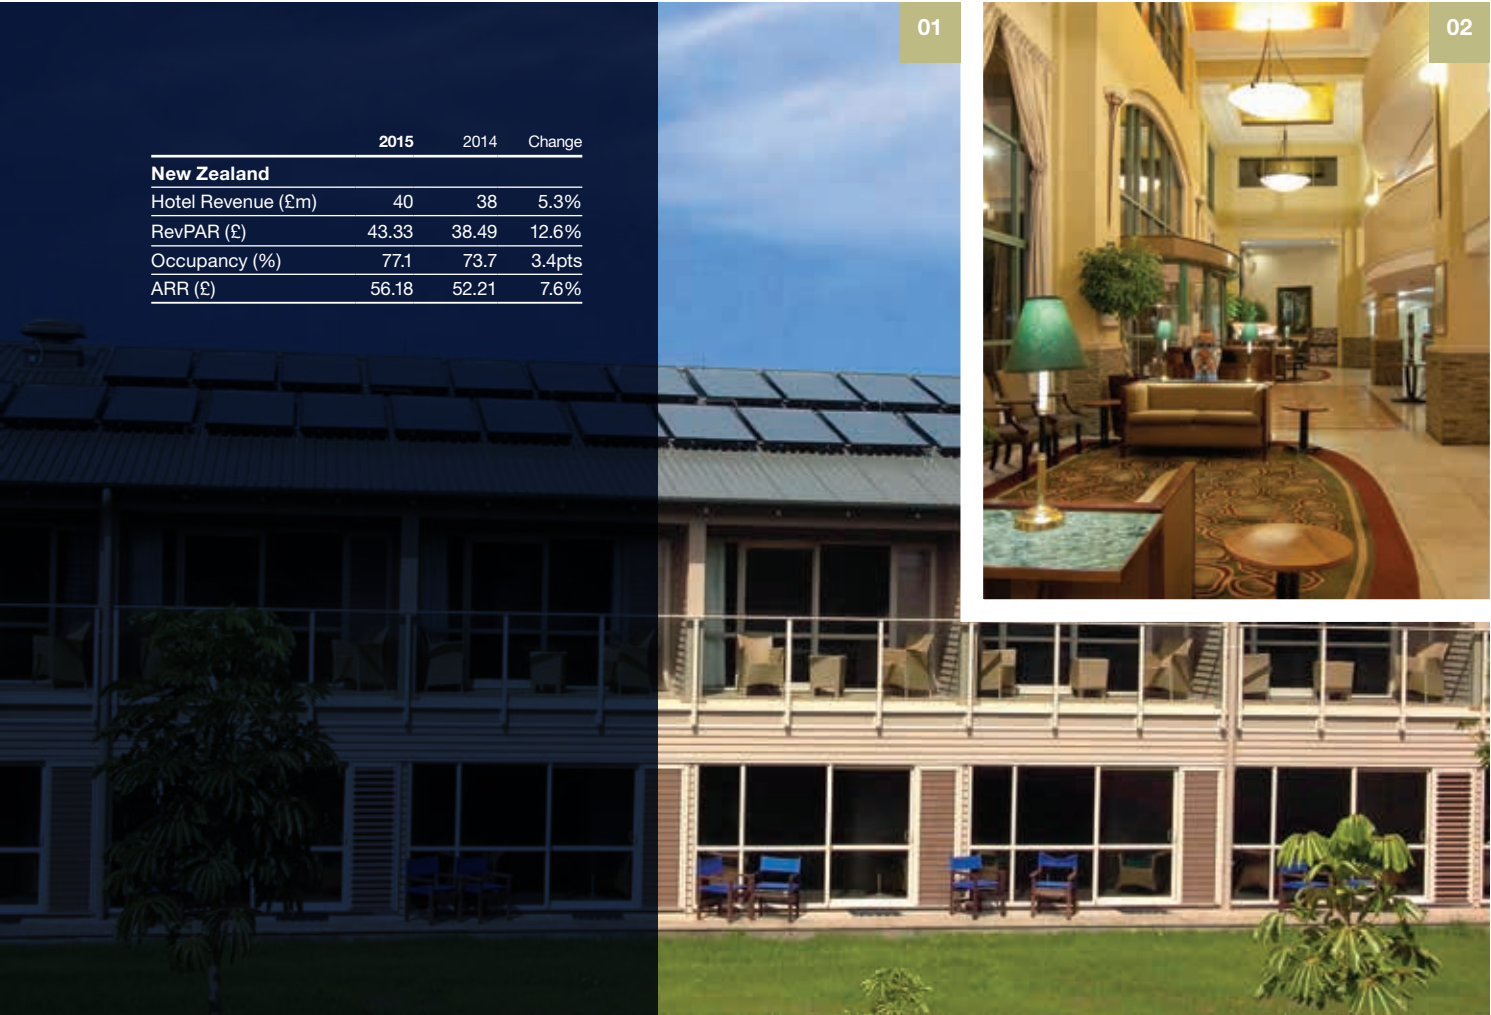 2015 2014 Change
New Zealand
Hotel Revenue (£m) 40 38 5.3%
RevPAR (£) 43.33 38.49 12.6%
Occupancy (%) 77.1 73.7 3.4pts
ARR (£) 56.18 52.21 7.6%
01
02